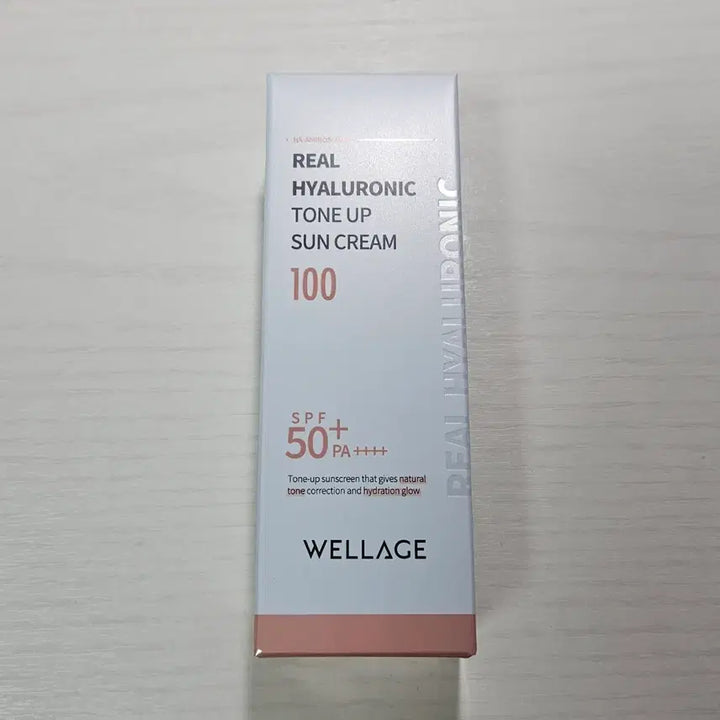 REAL
HYALURONIC
TONE UP
SUN CREAM
100
SPF
50+
PA++++
Tone-up sunscreen that gives natural
tone correction and hydration glow
WELLAGE
REAL HYALURONIC